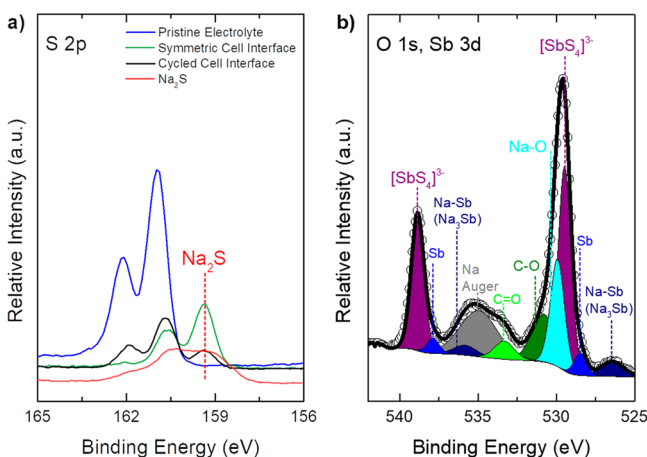 a)
S 2p
Pristine Electrolyte
Symmetric Cell Interface
Cycled Cell Interface
Na₂S
Na₂S
Relative Intensity (a.u.)
165 162 159 156
Binding Energy (eV)
b)
O 1s, Sb 3d
[SbS₄]³⁻
Na-O
[SbS₄]³⁻
Na-Sb
(Na₃Sb)
Sb
Na
Auger
C-O
C=O
Sb
Na-Sb
(Na₃Sb)
Relative Intensity (a.u.)
540 535 530 525
Binding Energy (eV)